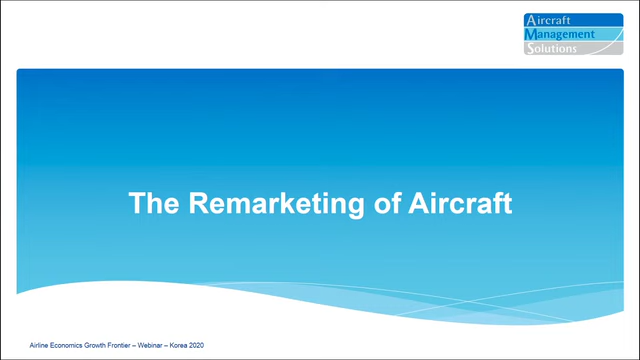 Aircraft
Management
Solutions
The Remarketing of Aircraft
Airline Economics Growth Frontier – Webinar – Korea 2020